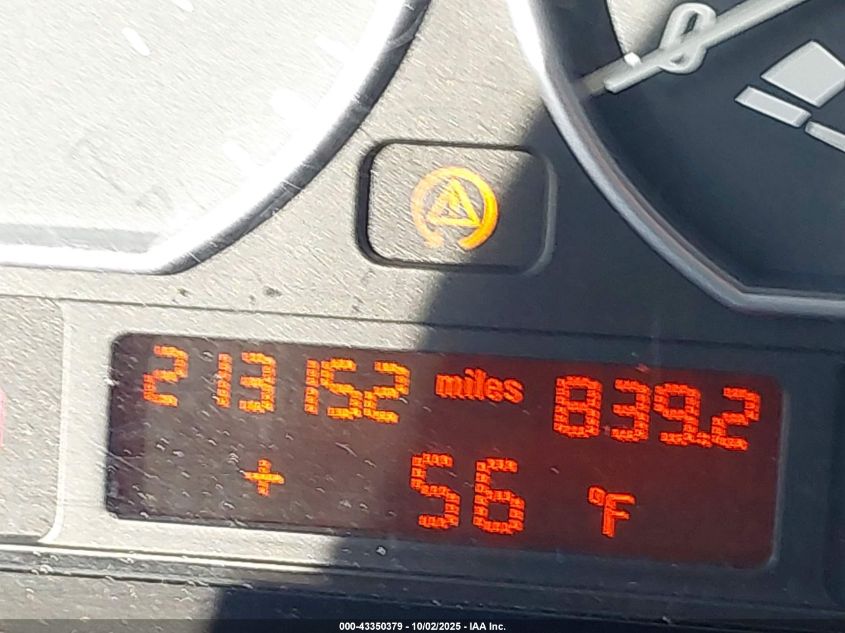 213152 miles 839.2
+ 56 °F
000-43350379 - 10/02/2025 - IAA Inc.